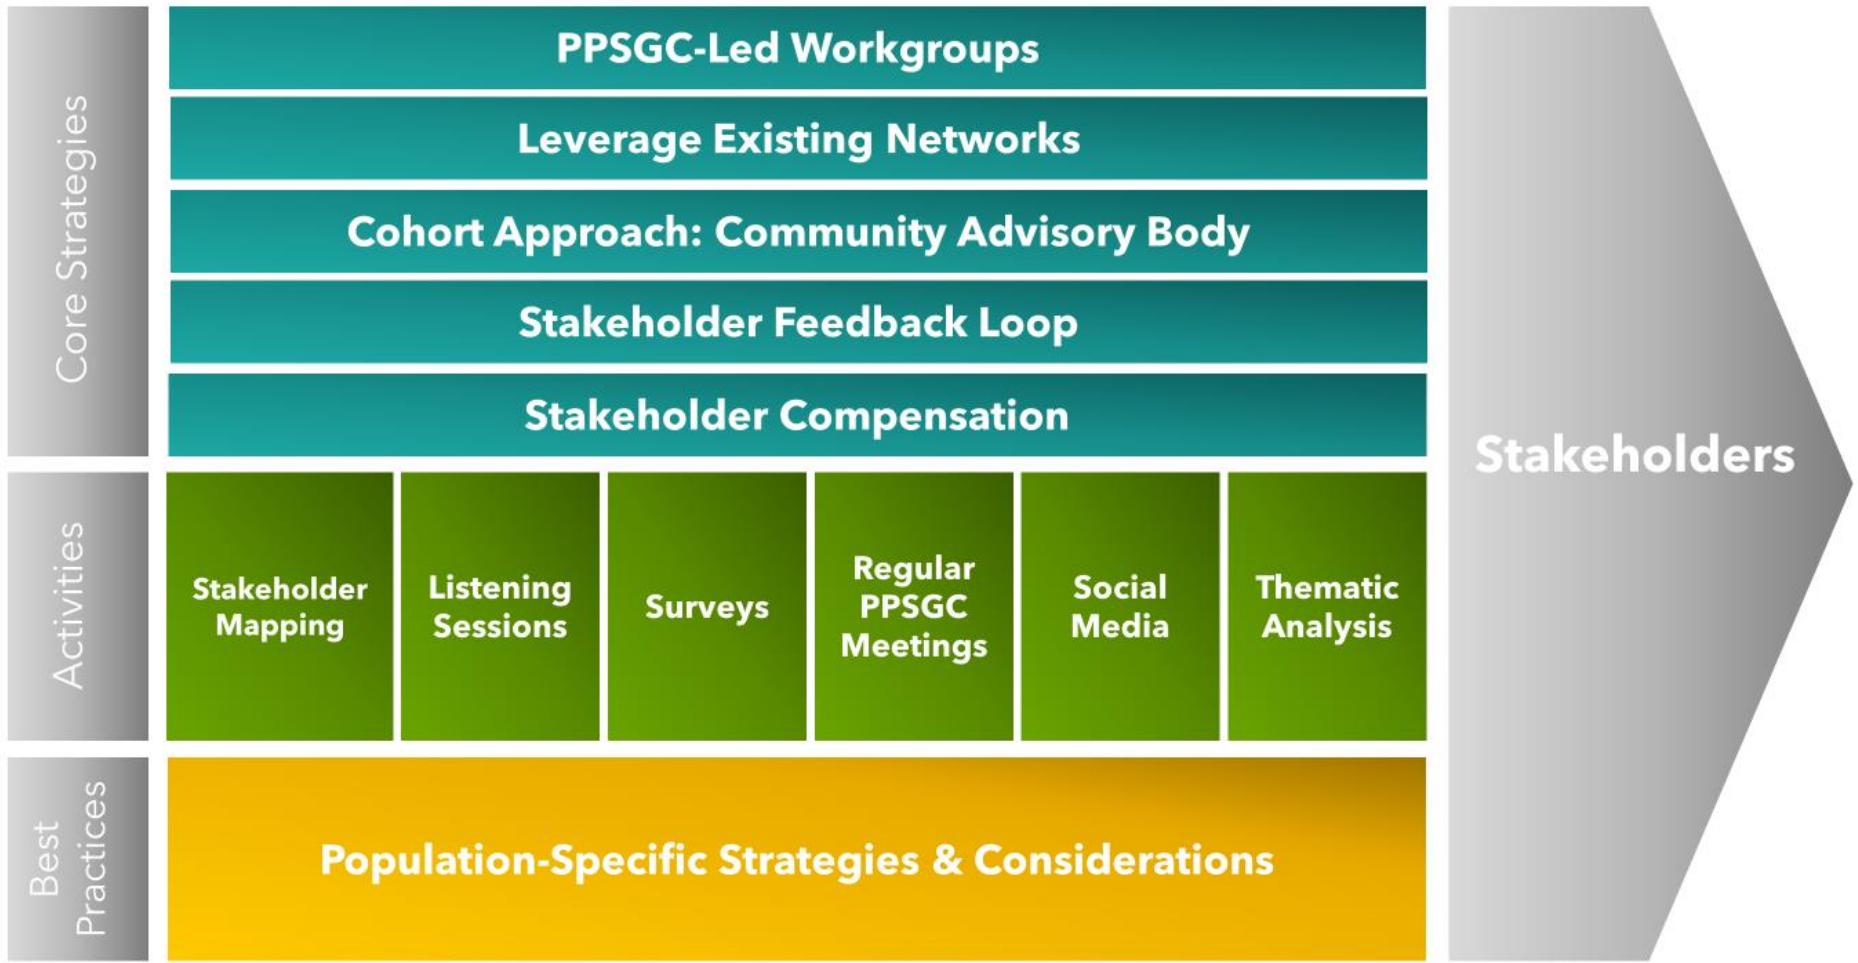 Core Strategies
PPSGC-Led Workgroups
Leverage Existing Networks
Cohort Approach: Community Advisory Body
Stakeholder Feedback Loop
Stakeholder Compensation
Activities
Stakeholder
Mapping
Listening
Sessions
Surveys
Regular
PPSGC
Meetings
Social
Media
Thematic
Analysis
Best
Practices
Population-Specific Strategies & Considerations
Stakeholders